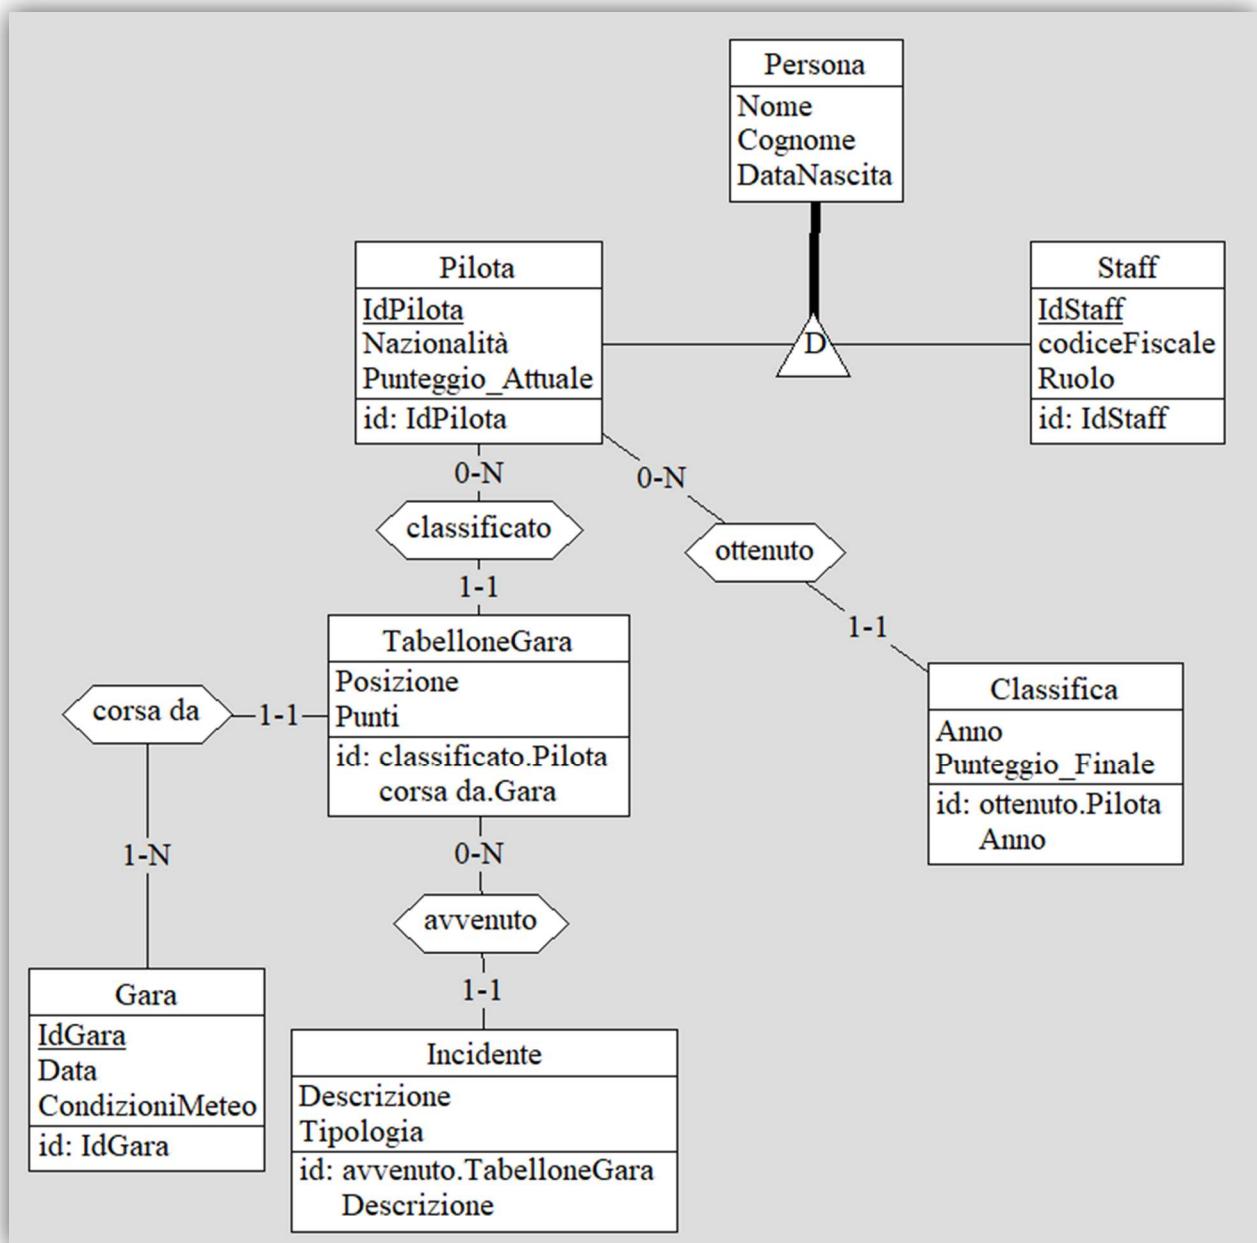 Persona
Nome
Cognome
DataNascita
Pilota
IdPilota
Nazionalità
Punteggio_Attuale
id: IdPilota
D
Staff
IdStaff
codiceFiscale
Ruolo
id: IdStaff
0-N
classificato
1-1
0-N
ottenuto
1-1
TabelloneGara
Posizione
Punti
id: classificato.Pilota
corsa da.Gara
Classifica
Anno
Punteggio_Finale
id: ottenuto.Pilota
Anno
corsa da
1-1
1-N
0-N
avvenuto
1-1
Gara
IdGara
Data
CondizioniMeteo
id: IdGara
Incidente
Descrizione
Tipologia
id: avvenuto.TabelloneGara
Descrizione